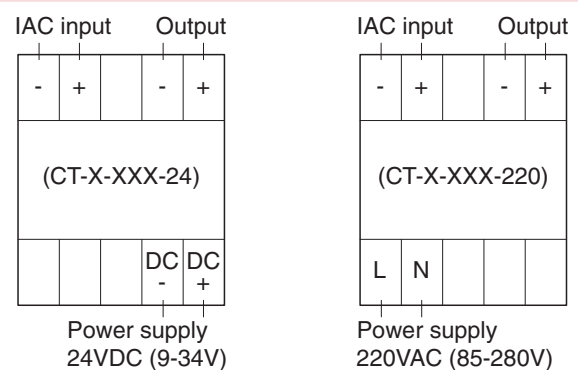 IAC input Output
- + - +
(CT-X-XXX-24)
DC DC
- +
Power supply
24VDC (9-34V)
IAC input Output
- + - +
(CT-X-XXX-220)
L N
Power supply
220VAC (85-280V)